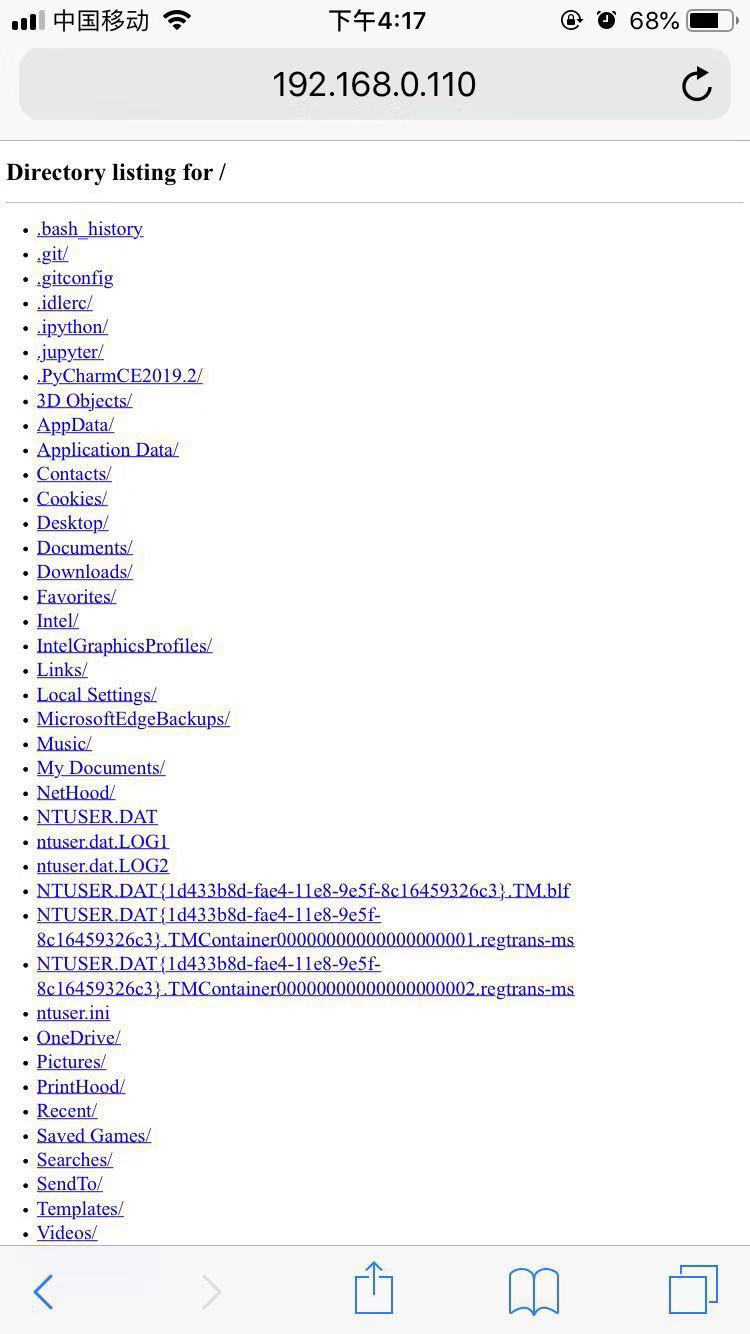 中国移动 下午4:17 68%
192.168.0.110
Directory listing for /
.bash_history
.git/
.gitconfig
.idlerc/
.ipython/
.jupyter/
.PyCharmCE2019.2/
3D Objects/
AppData/
Application Data/
Contacts/
Cookies/
Desktop/
Documents/
Downloads/
Favorites/
Intel/
IntelGraphicsProfiles/
Links/
Local Settings/
MicrosoftEdgeBackups/
Music/
My Documents/
NetHood/
NTUSER.DAT
ntuser.dat.LOG1
ntuser.dat.LOG2
NTUSER.DAT{1d433b8d-fae4-11e8-9e5f-8c16459326c3}.TM.blf
NTUSER.DAT{1d433b8d-fae4-11e8-9e5f-
8c16459326c3}.TMContainer00000000000000000001.regtrans-ms
NTUSER.DAT{1d433b8d-fae4-11e8-9e5f-
8c16459326c3}.TMContainer00000000000000000002.regtrans-ms
ntuser.ini
OneDrive/
Pictures/
PrintHood/
Recent/
Saved Games/
Searches/
SendTo/
Templates/
Videos/